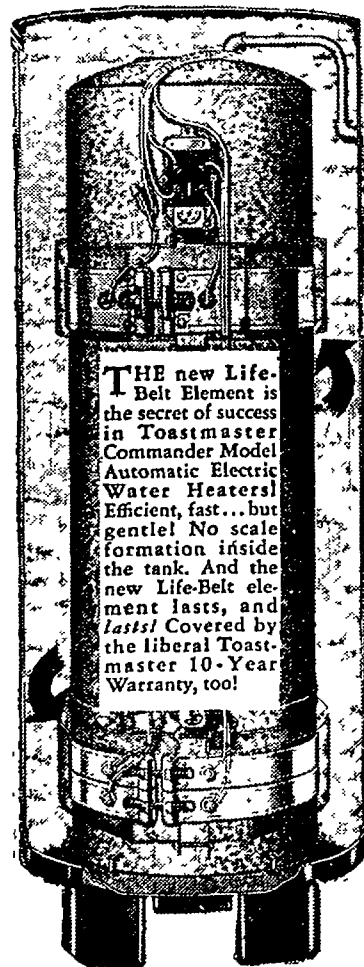 THE new Life-
Belt Element is
the secret of success
in Toastmaster
Commander Model
Automatic Electric
Water Heaters!
Efficient, fast...but
gentle! No scale
formation inside
the tank. And the
new Life-Belt ele-
ment lasts, and
lasts! Covered by
the liberal Toast-
master 10-Year
Warranty, too!